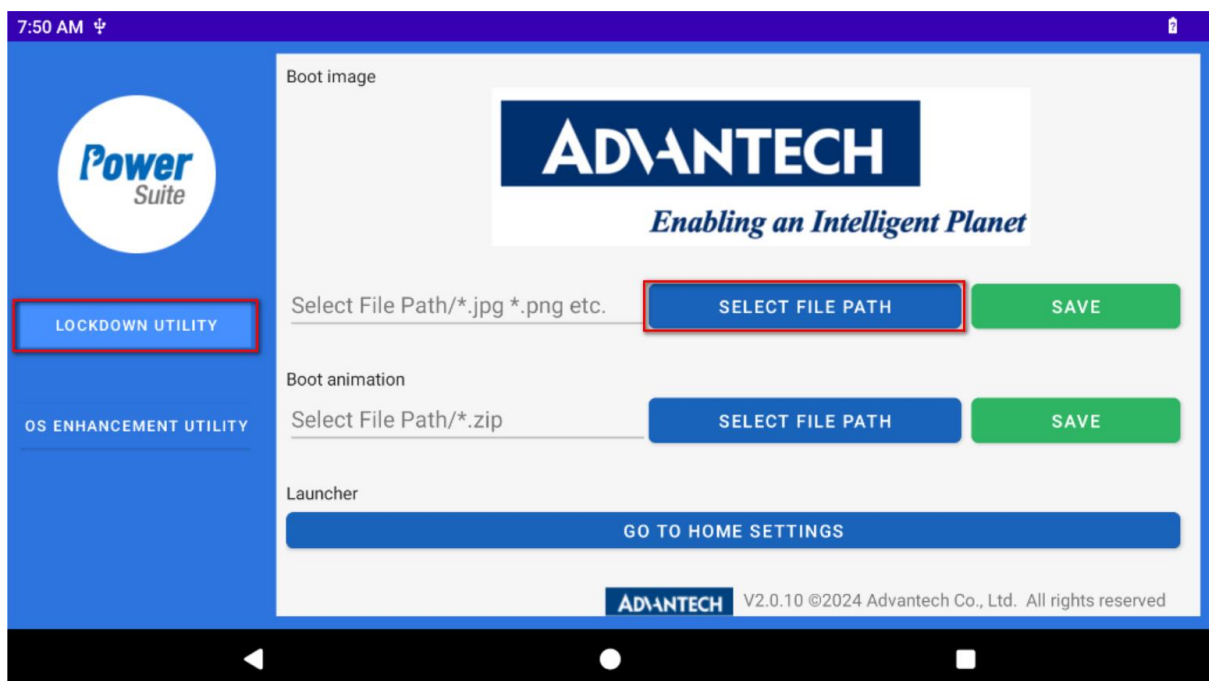 7:50 AM
Power
Suite
LOCKDOWN UTILITY
OS ENHANCEMENT UTILITY
Boot image
ADVANTECH
Enabling an Intelligent Planet
Select File Path/*.jpg *.png etc.
SELECT FILE PATH
SAVE
Boot animation
Select File Path/*.zip
SELECT FILE PATH
SAVE
Launcher
GO TO HOME SETTINGS
ADVANTECH V2.0.10 ©2024 Advantech Co., Ltd. All rights reserved